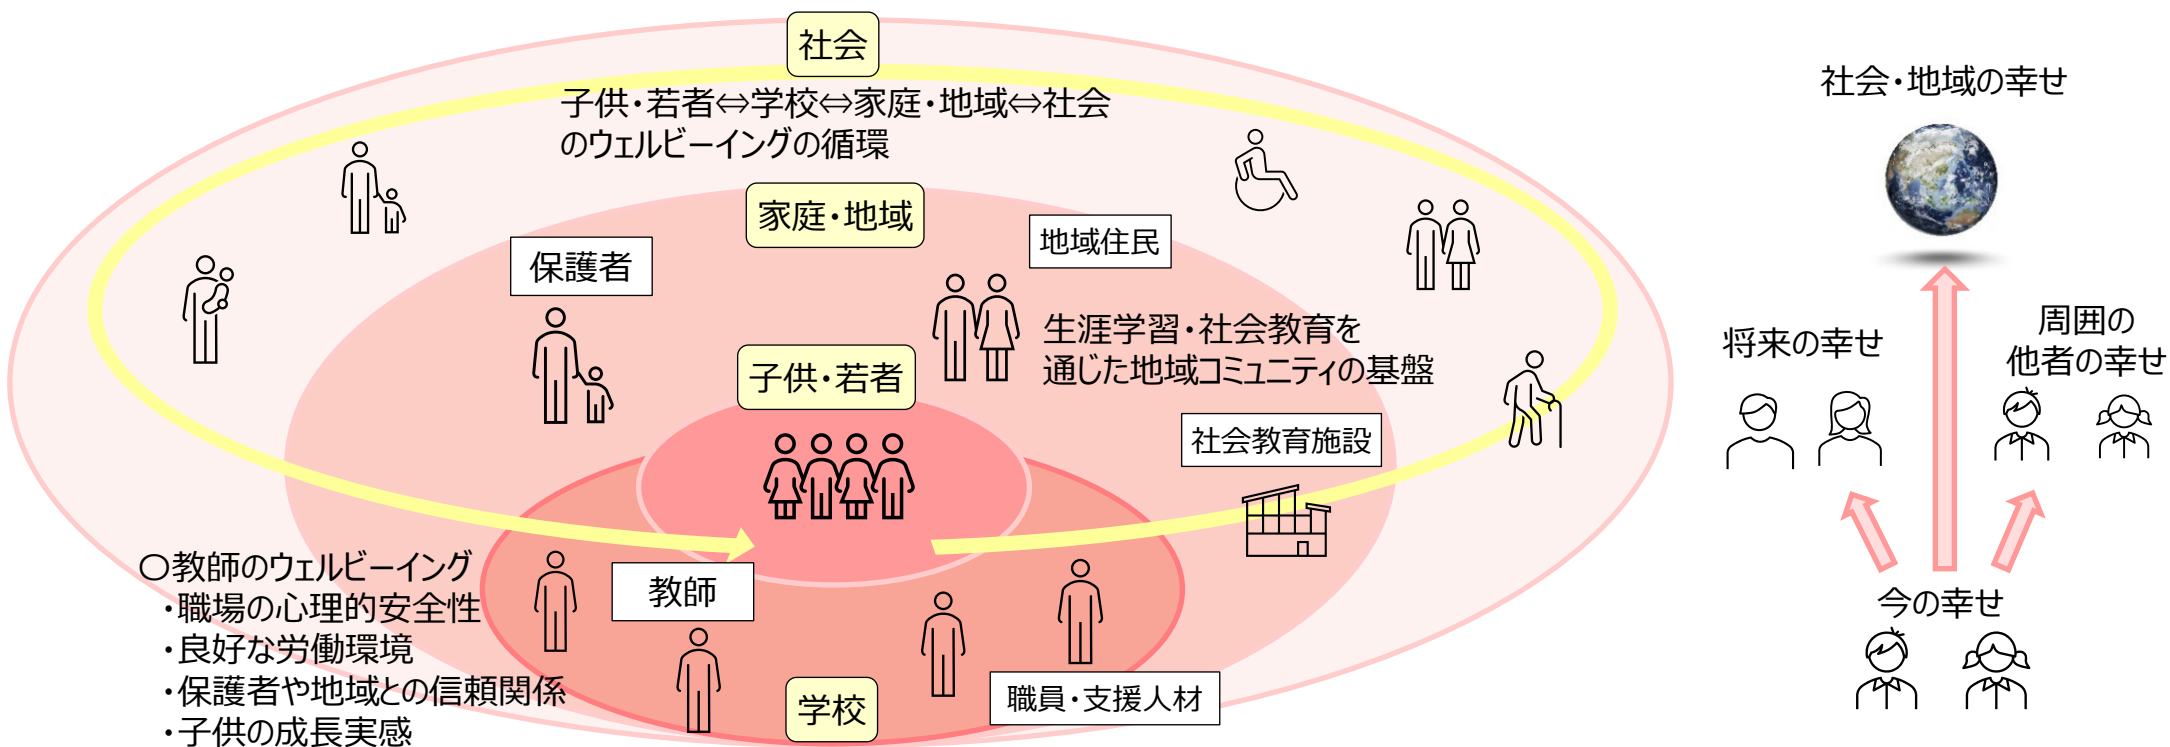 社会
子供・若者⇔学校⇔家庭・地域⇔社会
のウェルビーイングの循環
家庭・地域
地域住民
保護者
生涯学習・社会教育を
通じた地域コミュニティの基盤
子供・若者
社会教育施設
〇教師のウェルビーイング
・職場の心理的安全性
・良好な労働環境
・保護者や地域との信頼関係
・子供の成長実感
教師
職員・支援人材
学校
社会・地域の幸せ
将来の幸せ
周囲の
他者の幸せ
今の幸せ